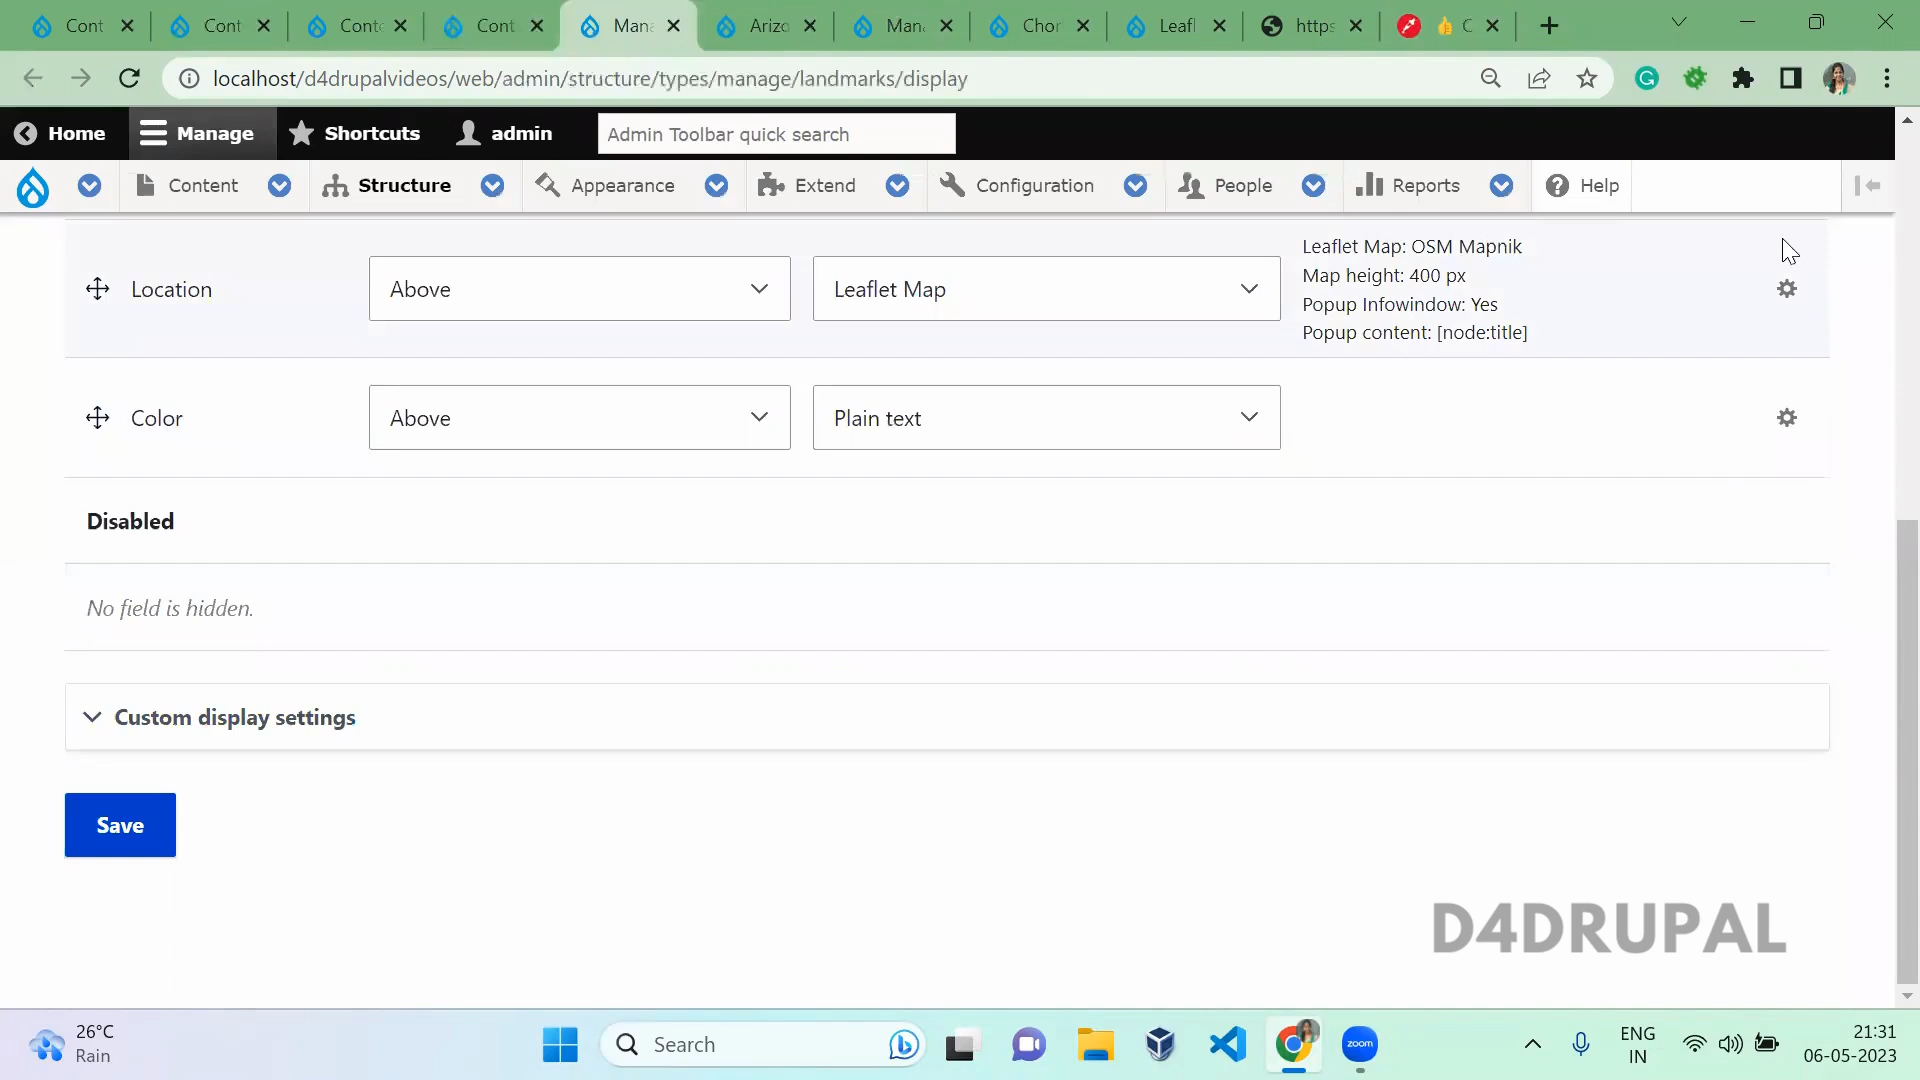 Cont
Cont
Conte
Cont
Mana
Arizo
Mana
Chor
Leafl
https
C
localhost/d4drupalvideos/web/admin/structure/types/manage/landmarks/display
Home
Manage
Shortcuts
admin
Admin Toolbar quick search
Content
Structure
Appearance
Extend
Configuration
People
Reports
Help
Location
Above
Leaflet Map
Leaflet Map: OSM Mapnik
Map height: 400 px
Popup Infowindow: Yes
Popup content: [node:title]
Color
Above
Plain text
Disabled
No field is hidden.
Custom display settings
Save
D4DRUPAL
26°C
Rain
Search
zoom
ENG
IN
21:31
06-05-2023